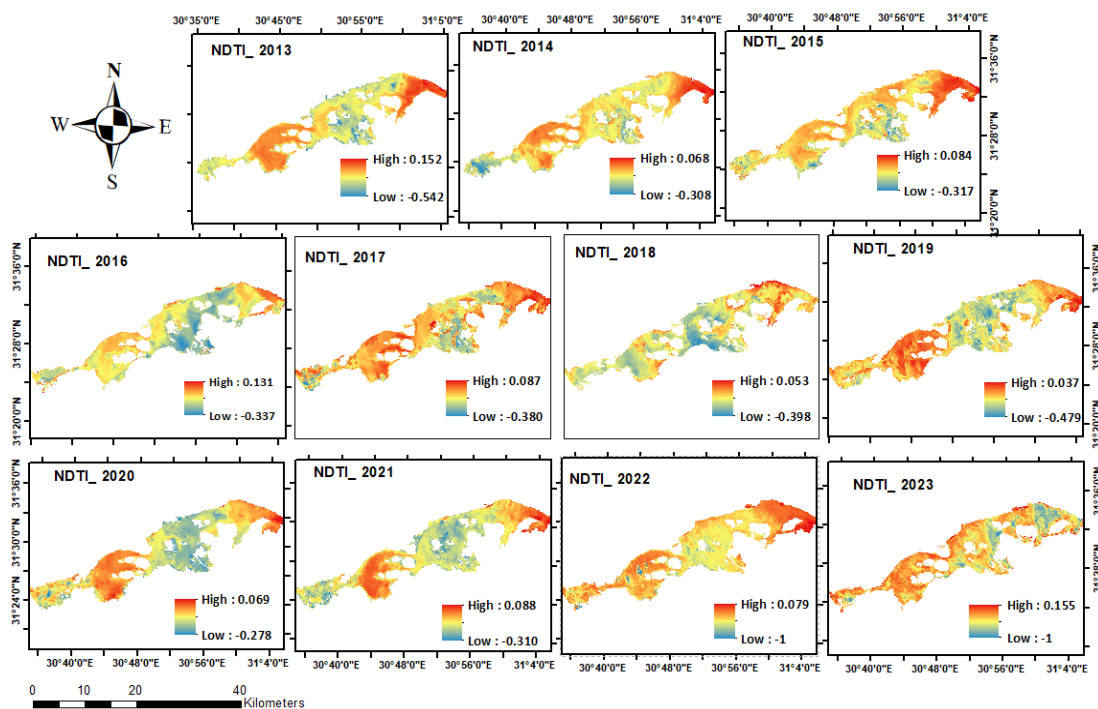 30°35'0"E 30°45'0"E 30°55'0"E 31°5'0"E 30°40'0"E 30°48'0"E 30°56'0"E 31°4'0"E 30°40'0"E 30°48'0"E 30°56'0"E 31°4'0"E
N
W E
S
NDTI_ 2013
High : 0.152
Low : -0.542
NDTI_ 2014
High : 0.068
Low : -0.308
NDTI_ 2015
High : 0.084
Low : -0.317
31°36'0"N
31°28'0"N
31°20'0"N
31°36'0"N
31°28'0"N
31°20'0"N
NDTI_ 2016
High : 0.131
Low : -0.337
NDTI_ 2017
High : 0.087
Low : -0.380
NDTI_ 2018
High : 0.053
Low : -0.398
NDTI_ 2019
High : 0.037
Low : -0.479
31°36'0"N
31°30'0"N
31°24'0"N
NDTI_ 2020
High : 0.069
Low : -0.278
NDTI_ 2021
High : 0.088
Low : -0.310
NDTI_ 2022
High : 0.079
Low : -1
NDTI_ 2023
High : 0.155
Low : -1
30°40'0"E 30°48'0"E 30°56'0"E 31°4'0"E 30°40'0"E 30°48'0"E 30°56'0"E 31°4'0"E 30°40'0"E 30°48'0"E 30°56'0"E 31°4'0"E 30°40'0"E 30°48'0"E 30°56'0"E 31°4'0"E
0 10 20 40
Kilometers